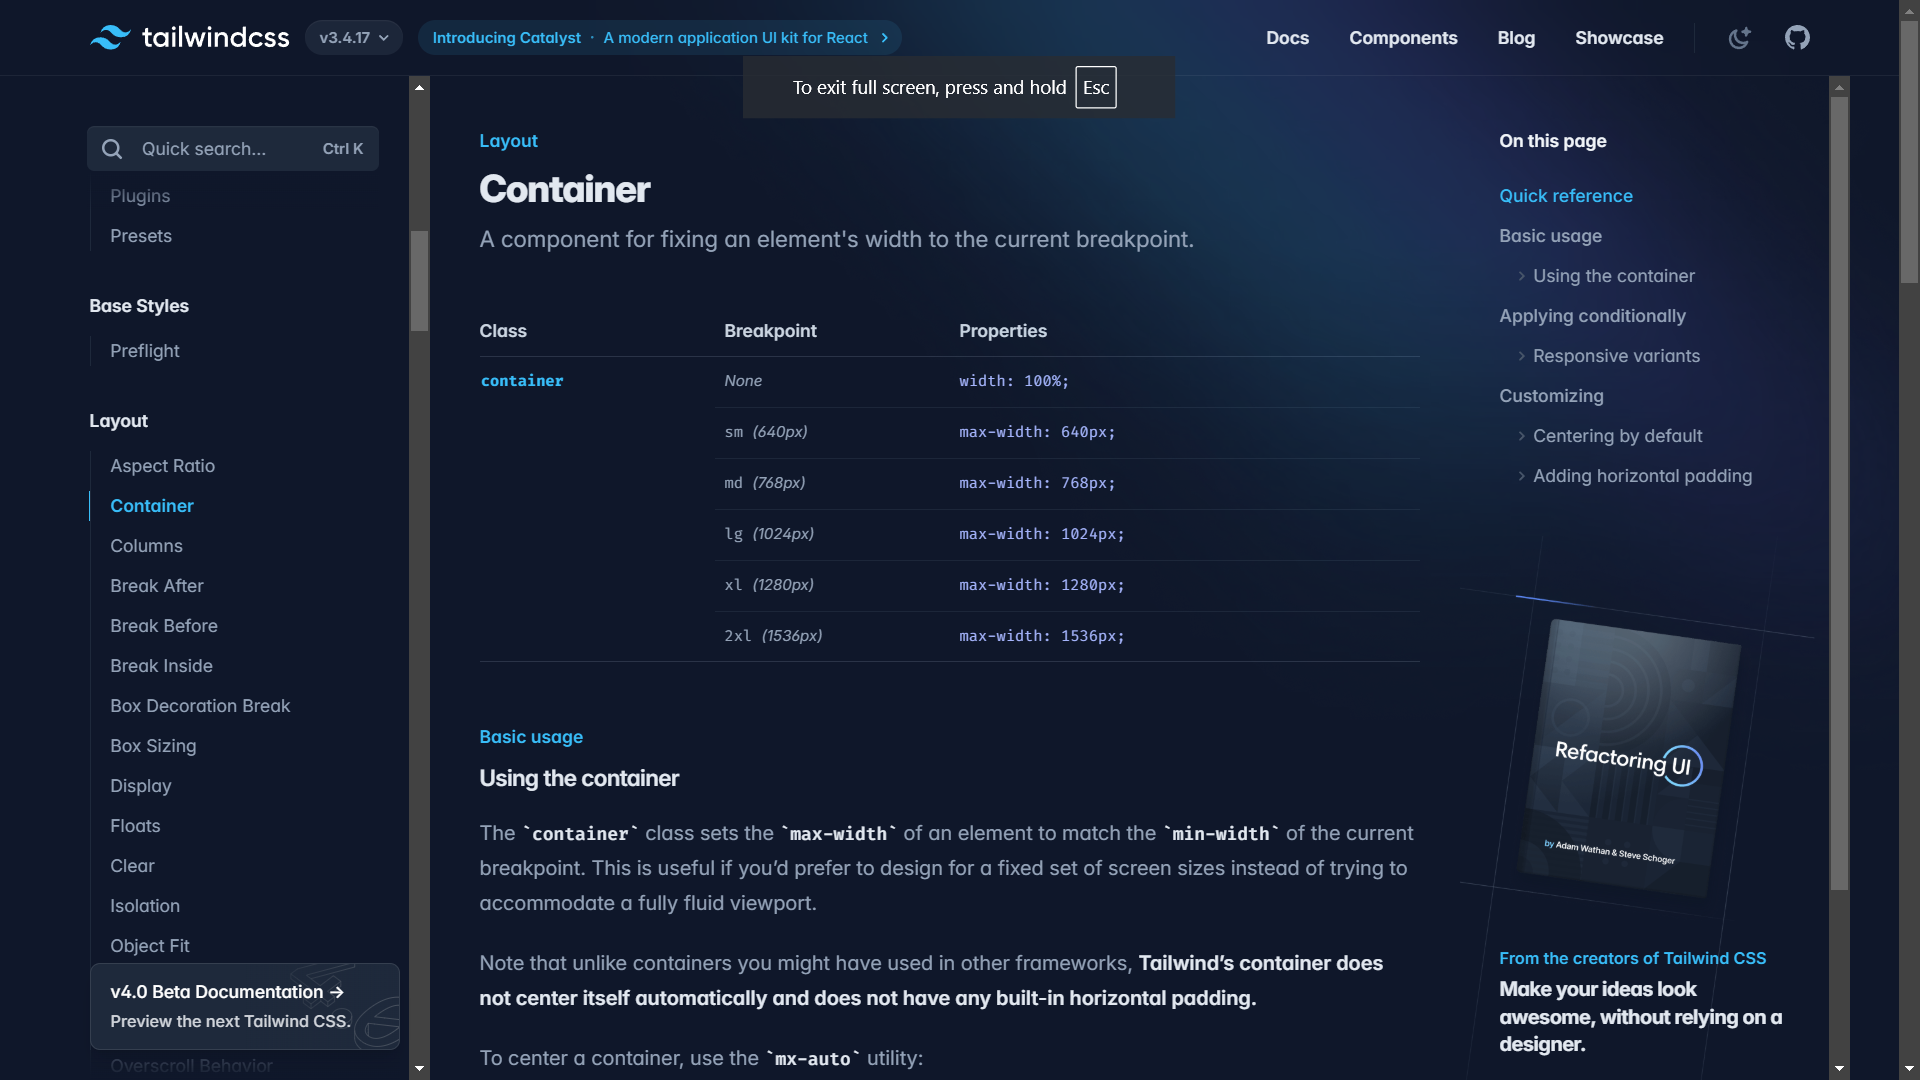 tailwindcss
v3.4.17
Introducing Catalyst · A modern application UI kit for React
Docs
Components
Blog
Showcase
To exit full screen, press and hold Esc
Quick search...
Ctrl K
Plugins
Presets
Base Styles
Preflight
Layout
Aspect Ratio
Container
Columns
Break After
Break Before
Break Inside
Box Decoration Break
Box Sizing
Display
Floats
Clear
Isolation
Object Fit
v4.0 Beta Documentation →
Preview the next Tailwind CSS.
Overscroll Behavior
Layout
Container
A component for fixing an element's width to the current breakpoint.
Class Breakpoint Properties
container None width: 100%;
sm (640px) max-width: 640px;
md (768px) max-width: 768px;
lg (1024px) max-width: 1024px;
xl (1280px) max-width: 1280px;
2xl (1536px) max-width: 1536px;
Basic usage
Using the container
The `container` class sets the `max-width` of an element to match the `min-width` of the current
breakpoint. This is useful if you’d prefer to design for a fixed set of screen sizes instead of trying to
accommodate a fully fluid viewport.
Note that unlike containers you might have used in other frameworks, Tailwind’s container does
not center itself automatically and does not have any built-in horizontal padding.
To center a container, use the `mx-auto` utility:
On this page
Quick reference
Basic usage
Using the container
Applying conditionally
Responsive variants
Customizing
Centering by default
Adding horizontal padding
Refactoring UI
by Adam Wathan & Steve Schoger
From the creators of Tailwind CSS
Make your ideas look
awesome, without relying on a
designer.